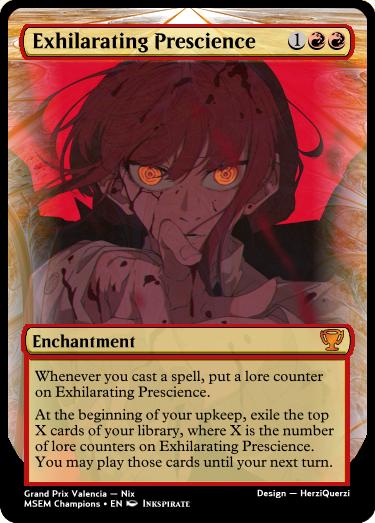 Exhilarating Prescience 1
Enchantment
Whenever you cast a spell, put a lore counter
on Exhilarating Prescience.
At the beginning of your upkeep, exile the top
X cards of your library, where X is the number
of lore counters on Exhilarating Prescience.
You may play those cards until your next turn.
Grand Prix Valencia — Nix
Design — HerziQuerzi
MSEM Champions • EN Inkspirate